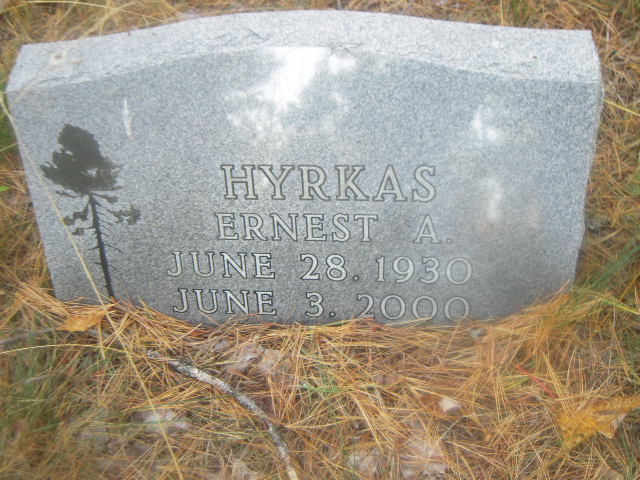 HYRKAS
ERNEST A.
JUNE 28, 1930
JUNE 3, 2000